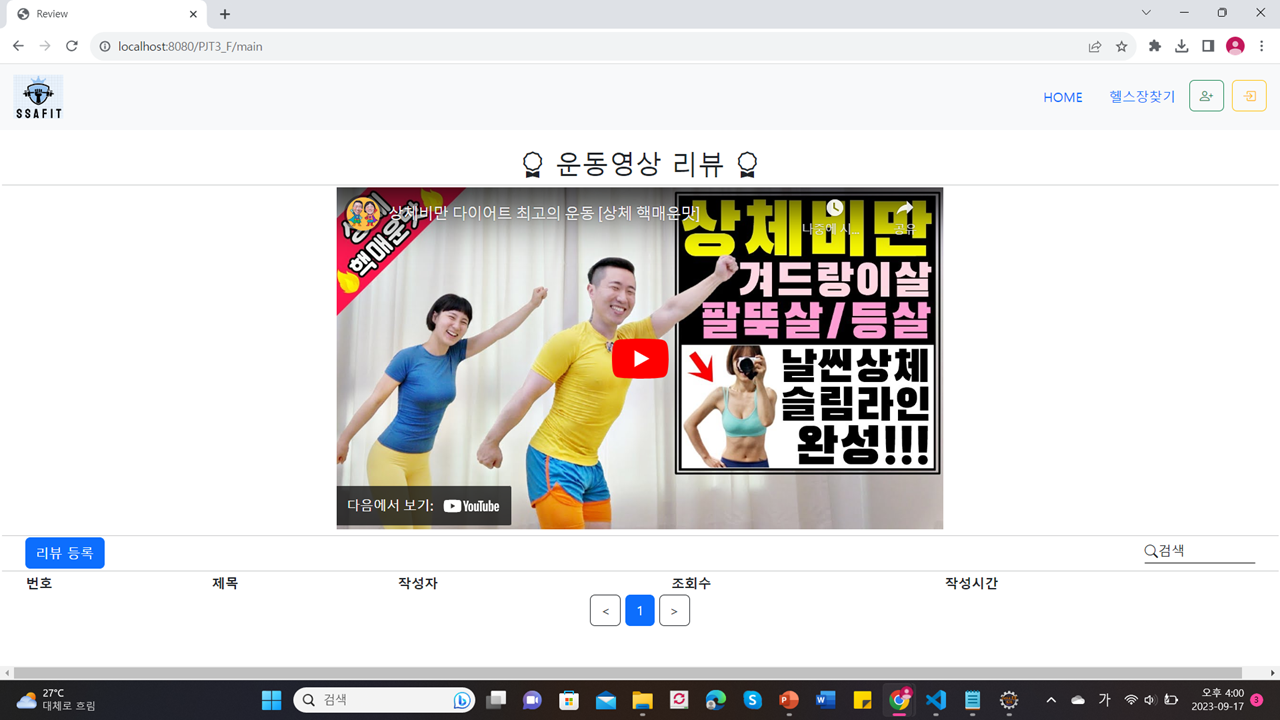 Review
localhost:8080/PJT3_F/main
SSAFIT
HOME 헬스장찾기
운동영상 리뷰
상체비만 다이어트 최고의 운동 [상체 핵매운맛]
나중에 시... 공유
핵매운맛
상체비만
겨드랑이살
팔뚝살/등살
날씬상체
슬림라인
완성!!!
다음에서 보기: YouTube
리뷰 등록 검색
번호 제목 작성자 조회수 작성시간
< 1 >
27°C
대체로 흐림
검색
가
오후 4:00
2023-09-17
3